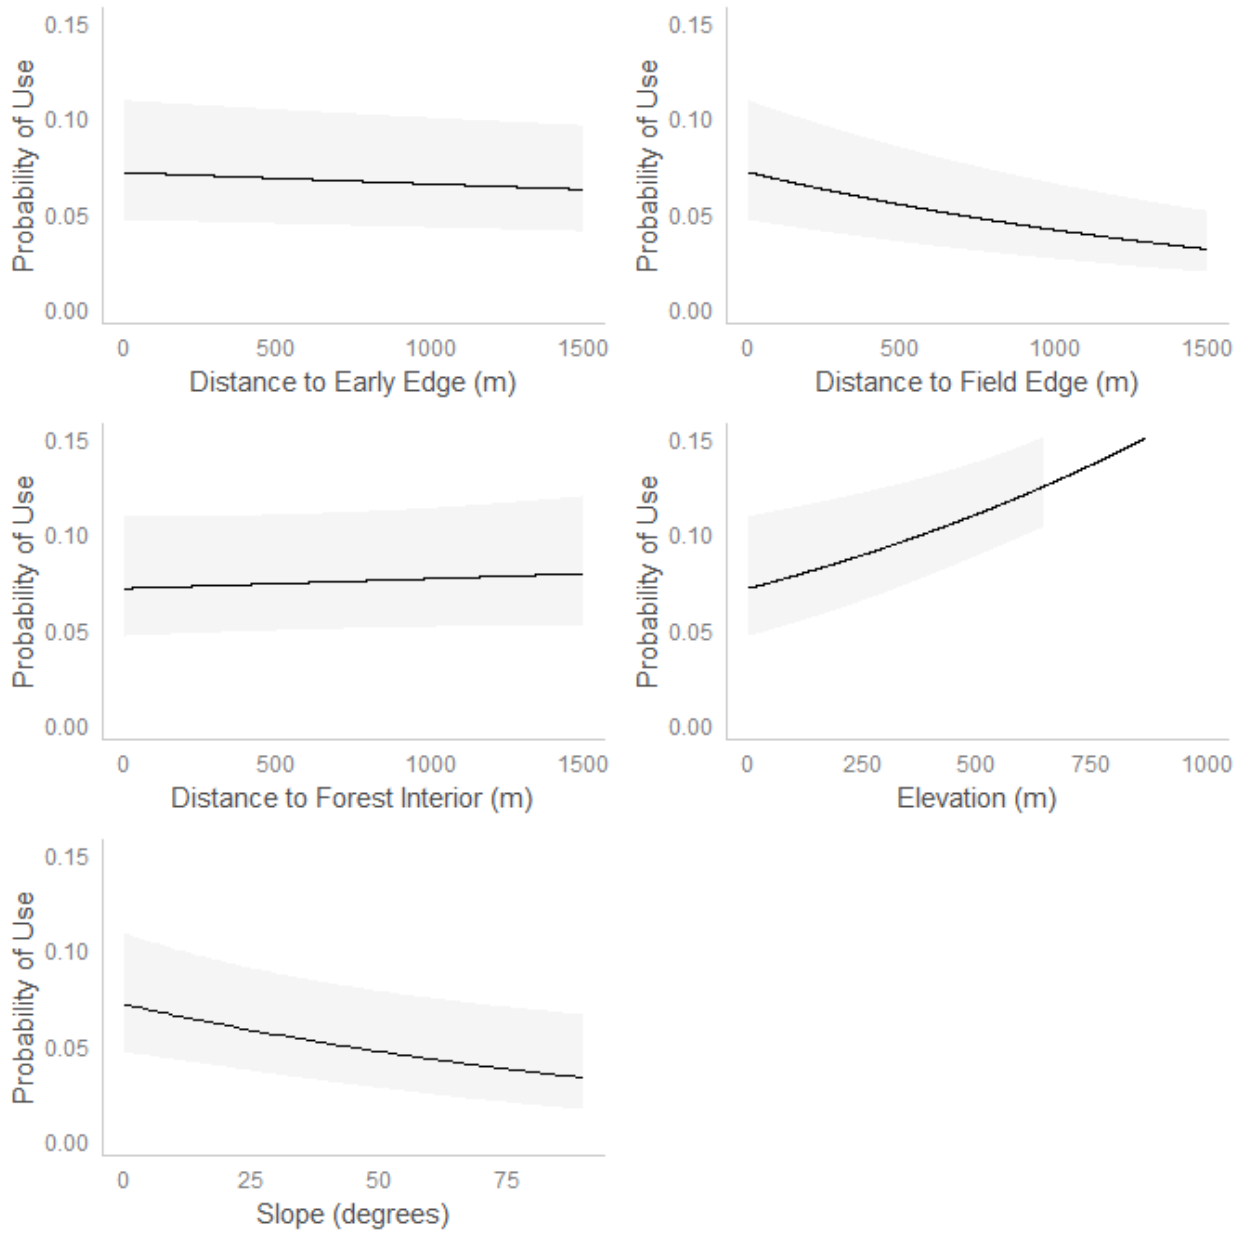 Probability of Use
0.15
0.10
0.05
0.00
0 500 1000 1500
Distance to Early Edge (m)
Probability of Use
0.15
0.10
0.05
0.00
0 500 1000 1500
Distance to Field Edge (m)
Probability of Use
0.15
0.10
0.05
0.00
0 500 1000 1500
Distance to Forest Interior (m)
Probability of Use
0.15
0.10
0.05
0.00
0 250 500 750 1000
Elevation (m)
Probability of Use
0.15
0.10
0.05
0.00
0 25 50 75
Slope (degrees)